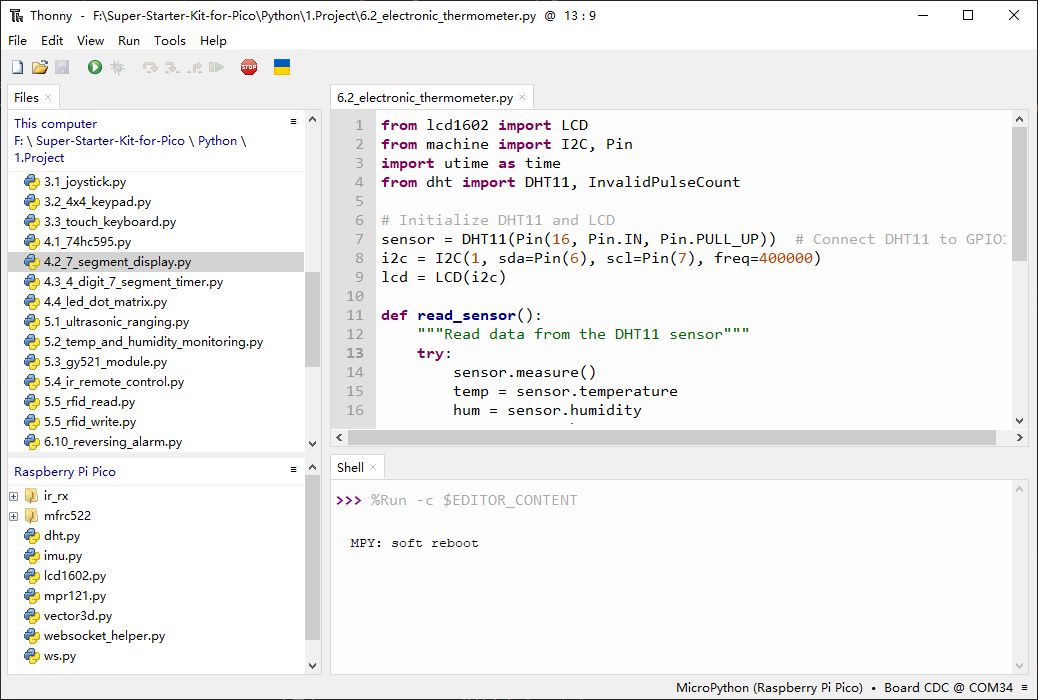 Thonny - F:\Super-Starter-Kit-for-Pico\Python\1.Project\6.2_electronic_thermometer.py @ 13 : 9
File Edit View Run Tools Help
STOP
Files
This computer
F: \ Super-Starter-Kit-for-Pico \ Python \
1.Project
3.1_joystick.py
3.2_4x4_keypad.py
3.3_touch_keyboard.py
4.1_74hc595.py
4.2_7_segment_display.py
4.3_4_digit_7_segment_timer.py
4.4_led_dot_matrix.py
5.1_ultrasonic_ranging.py
5.2_temp_and_humidity_monitoring.py
5.3_gy521_module.py
5.4_ir_remote_control.py
5.5_rfid_read.py
5.5_rfid_write.py
6.10_reversing_alarm.py
Raspberry Pi Pico
ir_rx
mfrc522
dht.py
imu.py
lcd1602.py
mpr121.py
vector3d.py
websocket_helper.py
ws.py
6.2_electronic_thermometer.py
1 from lcd1602 import LCD
2 from machine import I2C, Pin
3 import utime as time
4 from dht import DHT11, InvalidPulseCount
5
6 # Initialize DHT11 and LCD
7 sensor = DHT11(Pin(16, Pin.IN, Pin.PULL_UP))  # Connect DHT11 to GPIO1
8 i2c = I2C(1, sda=Pin(6), scl=Pin(7), freq=400000)
9 lcd = LCD(i2c)
10
11 def read_sensor():
12     """Read data from the DHT11 sensor"""
13     try:
14         sensor.measure()
15         temp = sensor.temperature
16         hum = sensor.humidity
Shell
>>> %Run -c $EDITOR_CONTENT
MPY: soft reboot
MicroPython (Raspberry Pi Pico) • Board CDC @ COM34